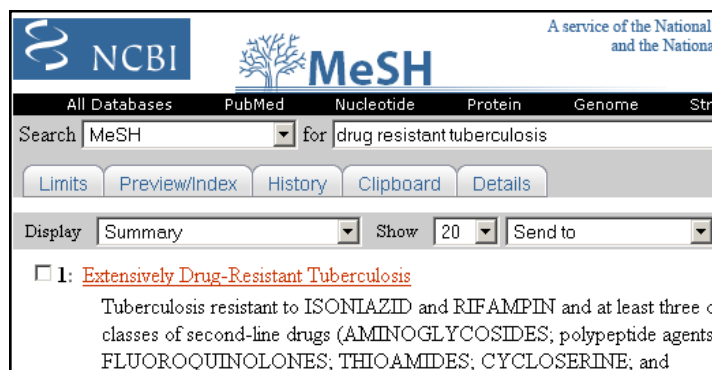 A service of the National
and the Nationa
NCBI
MeSH
All Databases PubMed Nucleotide Protein Genome Str
Search MeSH for drug resistant tuberculosis
Limits Preview/Index History Clipboard Details
Display Summary Show 20 Send to
1: Extensively Drug-Resistant Tuberculosis
Tuberculosis resistant to ISONIAZID and RIFAMPIN and at least three
classes of second-line drugs (AMINOGLYCOSIDES; polypeptide agents
FLUOROQUINOLONES; THIOAMIDES; CYCLOSERINE; and